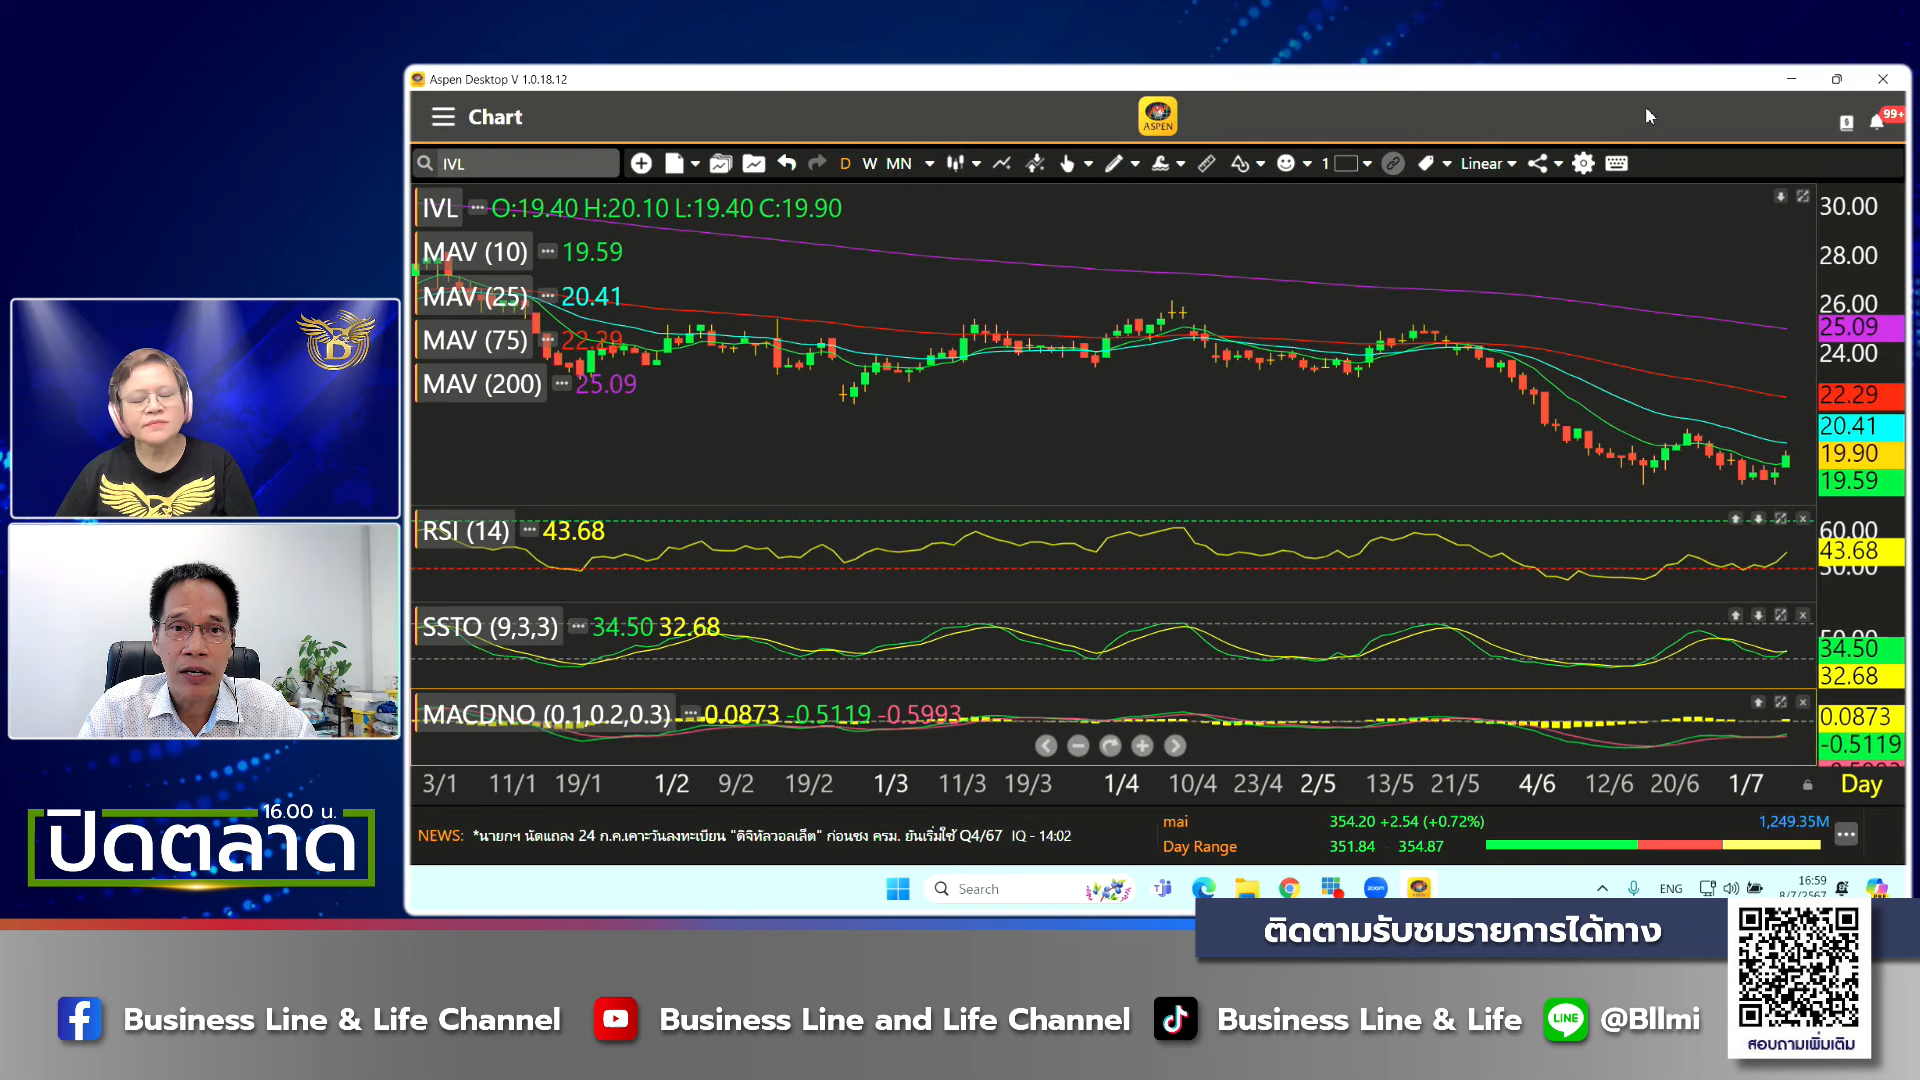 Aspen Desktop V 1.0.18.12
Chart
ASPEN
99+
IVL
D W MN
1
Linear
IVL O:19.40 H:20.10 L:19.40 C:19.90
MAV (10) 19.59
MAV (25) 20.41
MAV (75) 22.29
MAV (200) 25.09
30.00
28.00
26.00
25.09
24.00
22.29
20.41
19.90
19.59
RSI (14) 43.68
60.00
43.68
SSTO (9,3,3) 34.50 32.68
34.50
32.68
MACDNO (0.1,0.2,0.3) 0.0873 -0.5119 -0.5993
0.0873
-0.5119
3/1 11/1 19/1 1/2 9/2 19/2 1/3 11/3 19/3 1/4 10/4 23/4 2/5 13/5 21/5 4/6 12/6 20/6 1/7 Day
NEWS: *นายกฯ นัดแถลง 24 ก.ค.เคาะวันลงทะเบียน "ดิจิทัลวอลเล็ต" ก่อนชง ครม. ยันเริ่มใช้ Q4/67 IQ - 14:02
mai 354.20 +2.54 (+0.72%) 1,249.35M
Day Range 351.84 - 354.87
Search
zoom
ENG
16:59
8/7/2567
16.00 น.
ปิดตลาด
ติดตามรับชมรายการได้ทาง
Business Line & Life Channel
Business Line and Life Channel
Business Line & Life
LINE
@Bllmi
สอบถามเพิ่มเติม